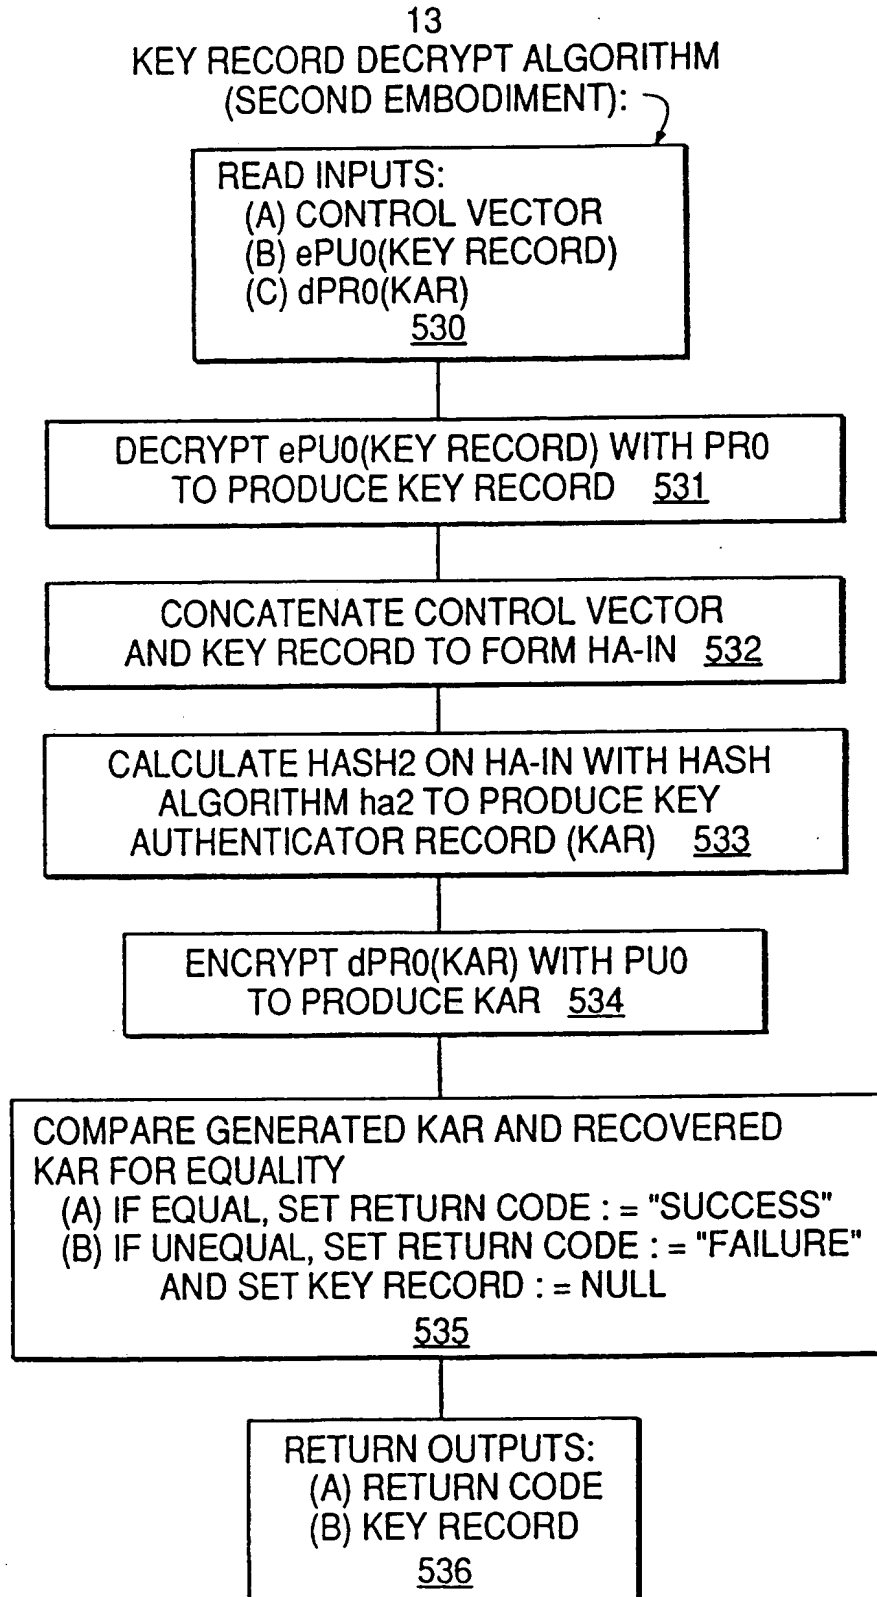 13
KEY RECORD DECRYPT ALGORITHM
(SECOND EMBODIMENT):
READ INPUTS:
(A) CONTROL VECTOR
(B) ePU0(KEY RECORD)
(C) dPR0(KAR)
530
DECRYPT ePU0(KEY RECORD) WITH PR0
TO PRODUCE KEY RECORD 531
CONCATENATE CONTROL VECTOR
AND KEY RECORD TO FORM HA-IN 532
CALCULATE HASH2 ON HA-IN WITH HASH
ALGORITHM ha2 TO PRODUCE KEY
AUTHENTICATOR RECORD (KAR) 533
ENCRYPT dPR0(KAR) WITH PU0
TO PRODUCE KAR 534
COMPARE GENERATED KAR AND RECOVERED
KAR FOR EQUALITY
(A) IF EQUAL, SET RETURN CODE : = "SUCCESS"
(B) IF UNEQUAL, SET RETURN CODE : = "FAILURE"
AND SET KEY RECORD : = NULL
535
RETURN OUTPUTS:
(A) RETURN CODE
(B) KEY RECORD
536